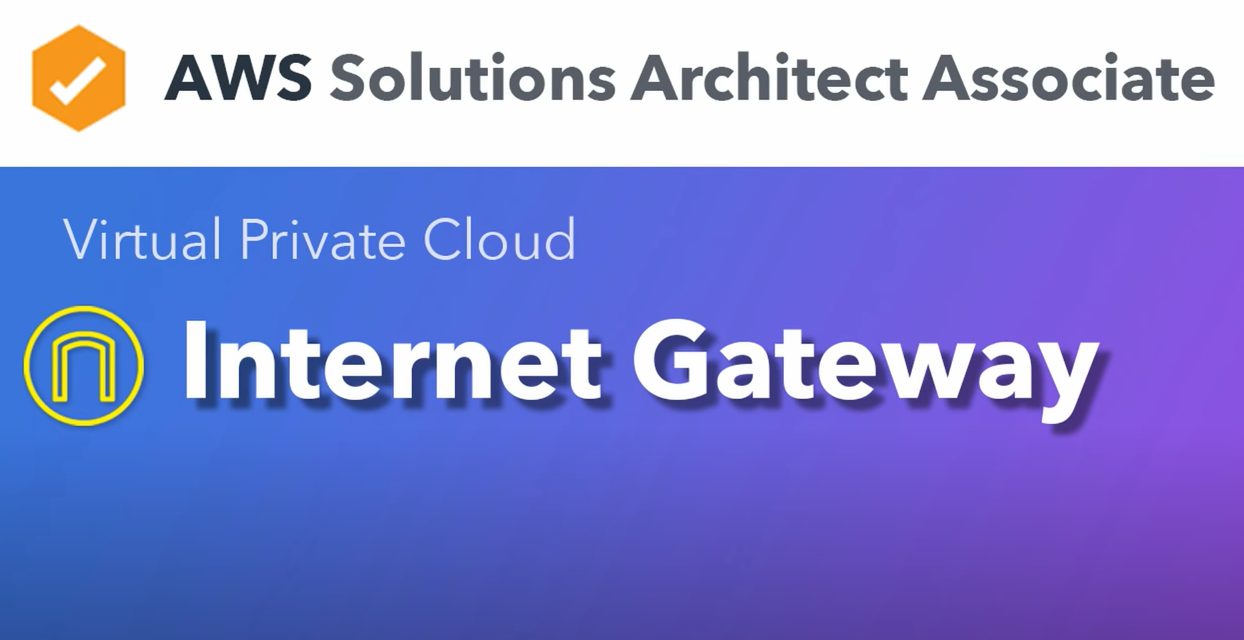 AWS Solutions Architect Associate
Virtual Private Cloud
Internet Gateway